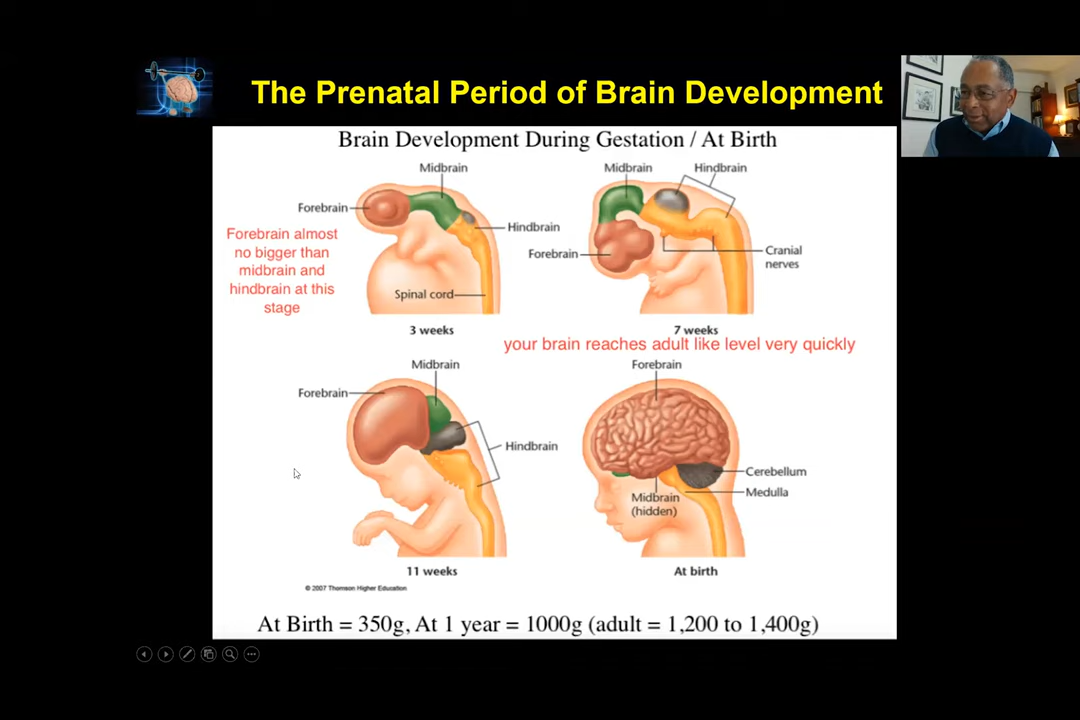 The Prenatal Period of Brain Development
Brain Development During Gestation / At Birth
Midbrain
Forebrain
Hindbrain
Forebrain almost
no bigger than
midbrain and
hindbrain at this
stage
Spinal cord
3 weeks
Midbrain
Hindbrain
Forebrain
Cranial
nerves
7 weeks
your brain reaches adult like level very quickly
Midbrain
Forebrain
Hindbrain
11 weeks
Forebrain
Cerebellum
Midbrain
(hidden)
Medulla
At birth
© 2007 Thomson Higher Education
At Birth = 350g, At 1 year = 1000g (adult = 1,200 to 1,400g)